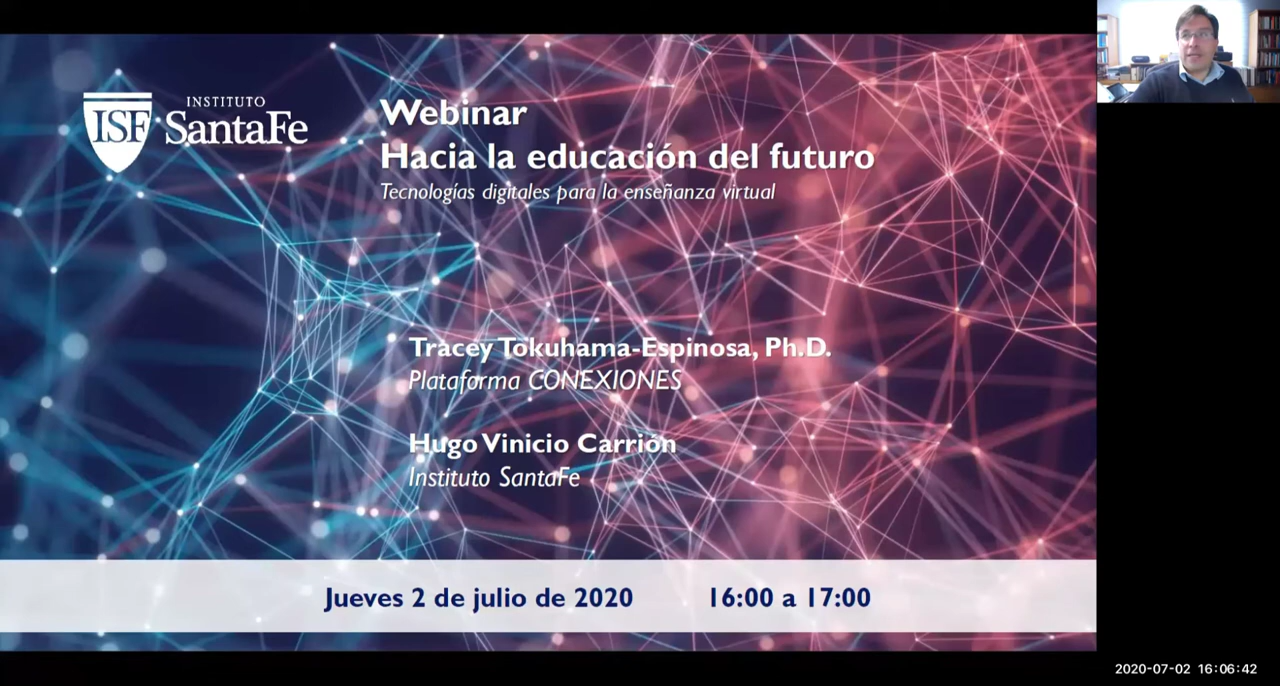 ISF
INSTITUTO
SantaFe
Webinar
Hacia la educación del futuro
Tecnologías digitales para la enseñanza virtual
Tracey Tokuhama-Espinosa, Ph.D.
Plataforma CONEXIONES
Hugo Vinicio Carrión
Instituto SantaFe
Jueves 2 de julio de 2020 16:00 a 17:00
2020-07-02 16:06:42